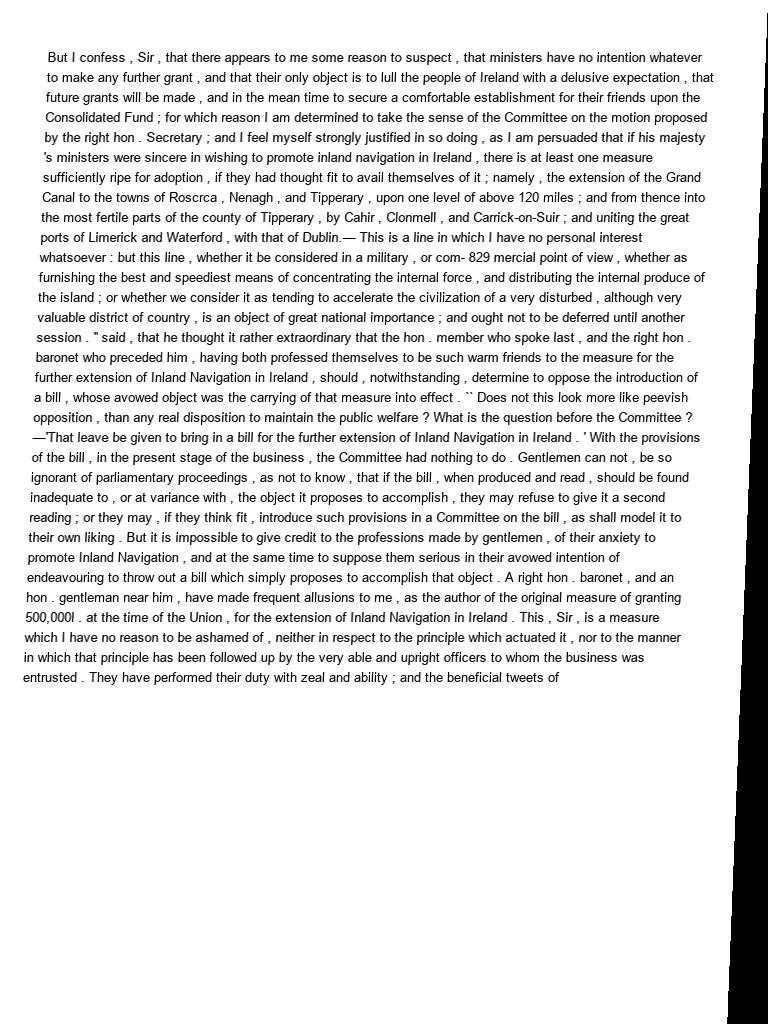 But I confess , Sir , that there appears to me some reason to suspect , that ministers have no intention whatever
to make any further grant , and that their only object is to lull the people of Ireland with a delusive expectation , that
future grants will be made , and in the mean time to secure a comfortable establishment for their friends upon the
Consolidated Fund ; for which reason I am determined to take the sense of the Committee on the motion proposed
by the right hon . Secretary ; and I feel myself strongly justified in so doing , as I am persuaded that if his majesty
's ministers were sincere in wishing to promote inland navigation in Ireland , there is at least one measure
sufficiently ripe for adoption , if they had thought fit to avail themselves of it ; namely , the extension of the Grand
Canal to the towns of Roscrca , Nenagh , and Tipperary , upon one level of above 120 miles ; and from thence into
the most fertile parts of the county of Tipperary , by Cahir , Clonmell , and Carrick-on-Suir ; and uniting the great
ports of Limerick and Waterford , with that of Dublin.— This is a line in which I have no personal interest
whatsoever : but this line , whether it be considered in a military , or com- 829 mercial point of view , whether as
furnishing the best and speediest means of concentrating the internal force , and distributing the internal produce of
the island ; or whether we consider it as tending to accelerate the civilization of a very disturbed , although very
valuable district of country , is an object of great national importance ; and ought not to be deferred until another
session . '' said , that he thought it rather extraordinary that the hon . member who spoke last , and the right hon .
baronet who preceded him , having both professed themselves to be such warm friends to the measure for the
further extension of Inland Navigation in Ireland , should , notwithstanding , determine to oppose the introduction of
a bill , whose avowed object was the carrying of that measure into effect . `` Does not this look more like peevish
opposition , than any real disposition to maintain the public welfare ? What is the question before the Committee ?
—'That leave be given to bring in a bill for the further extension of Inland Navigation in Ireland . ' With the provisions
of the bill , in the present stage of the business , the Committee had nothing to do . Gentlemen can not , be so
ignorant of parliamentary proceedings , as not to know , that if the bill , when produced and read , should be found
inadequate to , or at variance with , the object it proposes to accomplish , they may refuse to give it a second
reading ; or they may , if they think fit , introduce such provisions in a Committee on the bill , as shall model it to
their own liking . But it is impossible to give credit to the professions made by gentlemen , of their anxiety to
promote Inland Navigation , and at the same time to suppose them serious in their avowed intention of
endeavouring to throw out a bill which simply proposes to accomplish that object . A right hon . baronet , and an
hon . gentleman near him , have made frequent allusions to me , as the author of the original measure of granting
500,000l . at the time of the Union , for the extension of Inland Navigation in Ireland . This , Sir , is a measure
which I have no reason to be ashamed of , neither in respect to the principle which actuated it , nor to the manner
in which that principle has been followed up by the very able and upright officers to whom the business was
entrusted . They have performed their duty with zeal and ability ; and the beneficial tweets of